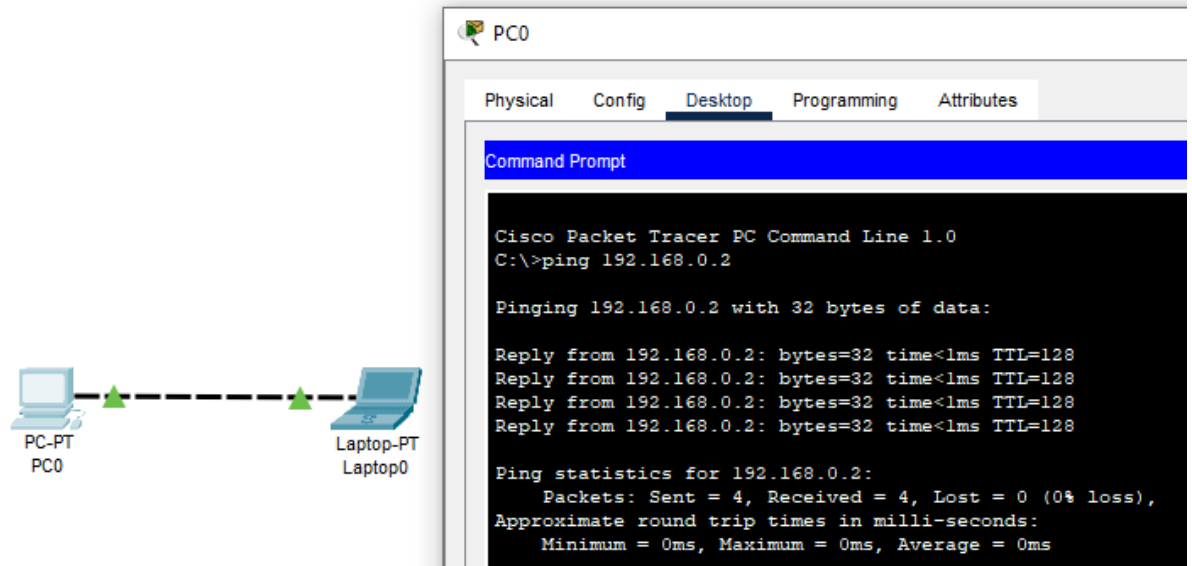 PC0
Physical Config Desktop Programming Attributes
Command Prompt
Cisco Packet Tracer PC Command Line 1.0
C:\>ping 192.168.0.2
Pinging 192.168.0.2 with 32 bytes of data:
Reply from 192.168.0.2: bytes=32 time<1ms TTL=128
Reply from 192.168.0.2: bytes=32 time<1ms TTL=128
Reply from 192.168.0.2: bytes=32 time<1ms TTL=128
Reply from 192.168.0.2: bytes=32 time<1ms TTL=128
Ping statistics for 192.168.0.2:
Packets: Sent = 4, Received = 4, Lost = 0 (0% loss),
Approximate round trip times in milli-seconds:
Minimum = 0ms, Maximum = 0ms, Average = 0ms
PC-PT
PC0
Laptop-PT
Laptop0